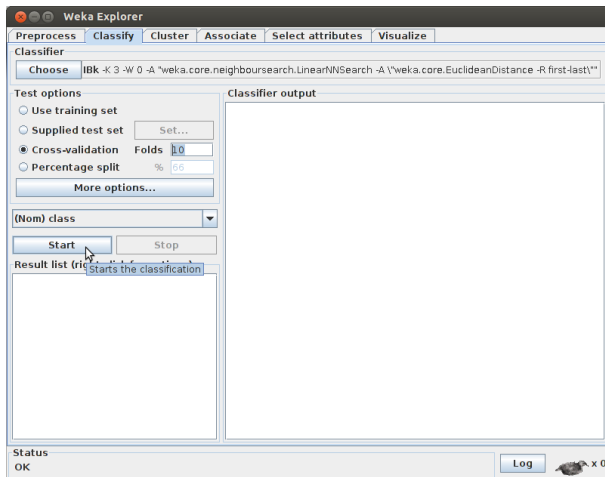 Weka Explorer
Preprocess Classify Cluster Associate Select attributes Visualize
Classifier
Choose IBk -K 3 -W 0 -A "weka.core.neighboursearch.LinearNNSearch -A \"weka.core.EuclideanDistance -R first-last\""
Test options
Use training set
Supplied test set Set...
Cross-validation Folds 10
Percentage split % 66
More options...
(Nom) class
Start Stop
Result list (rig
Starts the classification
Classifier output
Status
OK
Log x 0